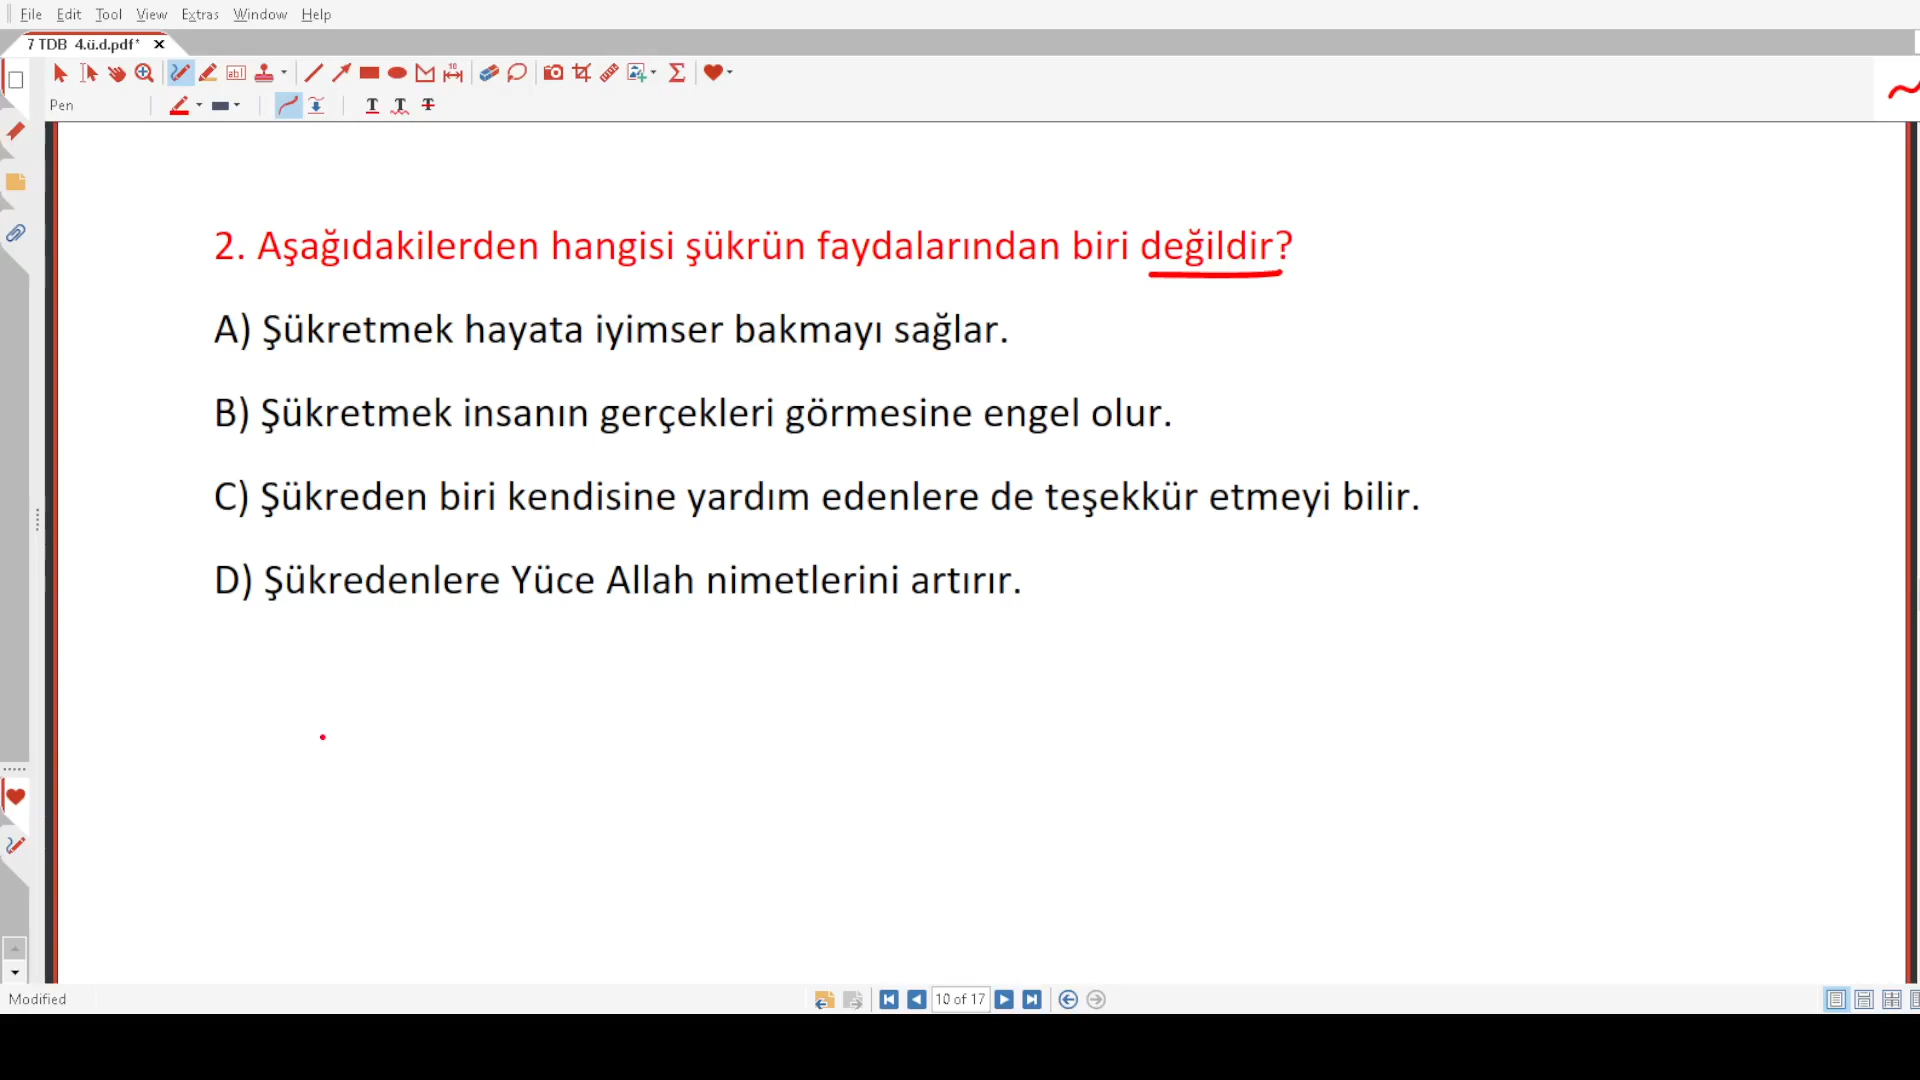 File Edit Tool View Extras Window Help
7 TDB 4.ü.d.pdf*
Pen
2. Aşağıdakilerden hangisi şükrün faydalarından biri değildir?
A) Şükretmek hayata iyimser bakmayı sağlar.
B) Şükretmek insanın gerçekleri görmesine engel olur.
C) Şükreden biri kendisine yardım edenlere de teşekkür etmeyi bilir.
D) Şükredenlere Yüce Allah nimetlerini artırır.
Modified
10 of 17